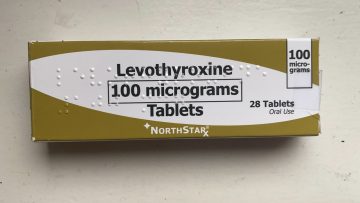 Levothyroxine
100 micrograms
Tablets
28 Tablets
Oral Use
NORTHSTAR
100
micro-
grams